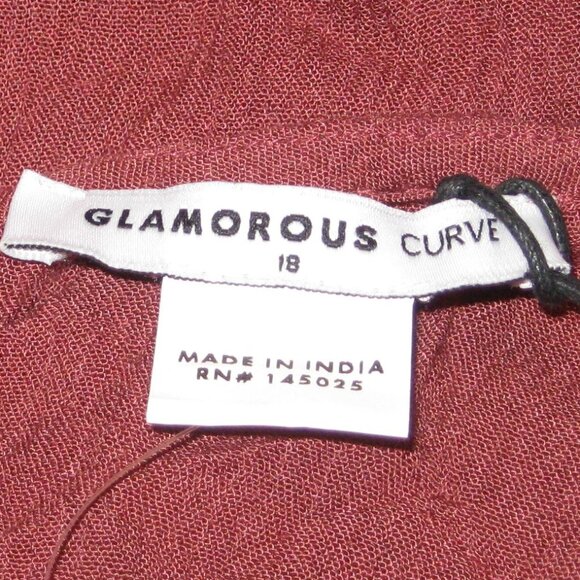 GLAMOROUS CURVE
18
MADE IN INDIA
RN# 145025